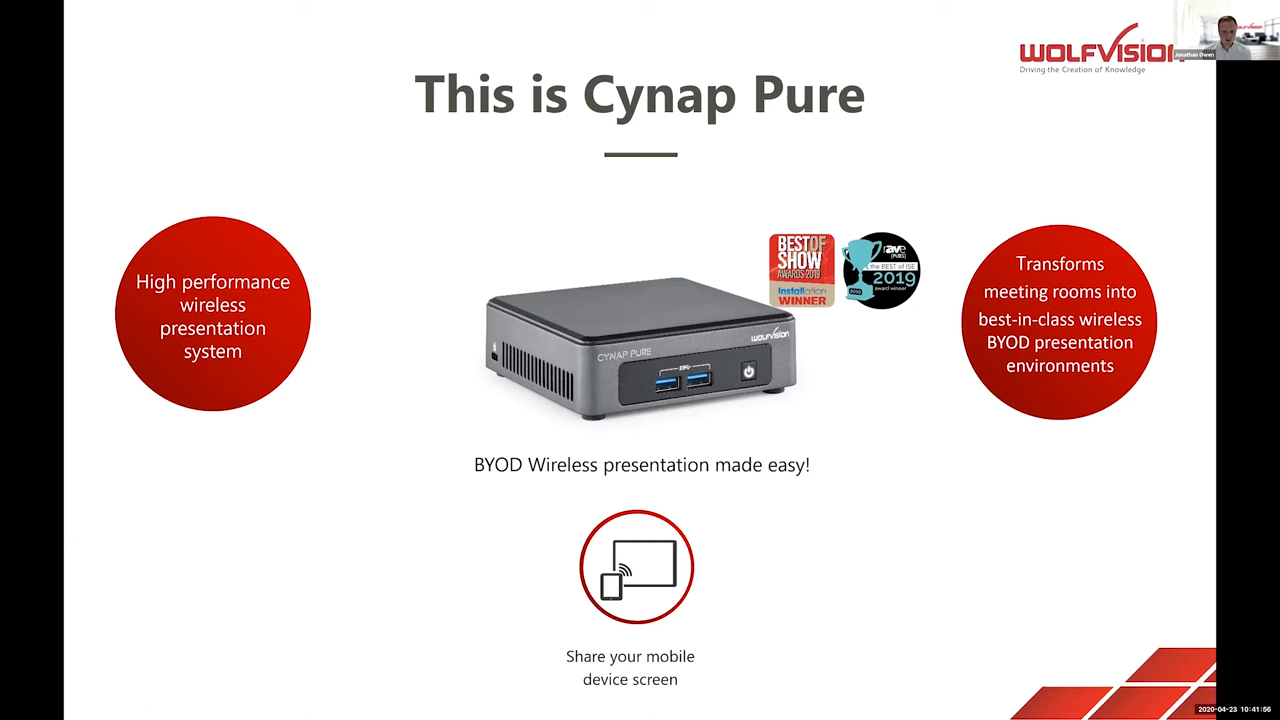 WOLFVISION
Driving the Creation of Knowledge
Jonathan Owen
This is Cynap Pure
High performance
wireless
presentation
system
BEST OF
SHOW
AWARDS 2019
Installation
WINNER
rave
[PUBS]
the BEST of ISE
2019
award winner
2019
Transforms
meeting rooms into
best-in-class wireless
BYOD presentation
environments
WOLFVISION
CYNAP PURE
BYOD Wireless presentation made easy!
Share your mobile
device screen
2020-04-23 10:41:56